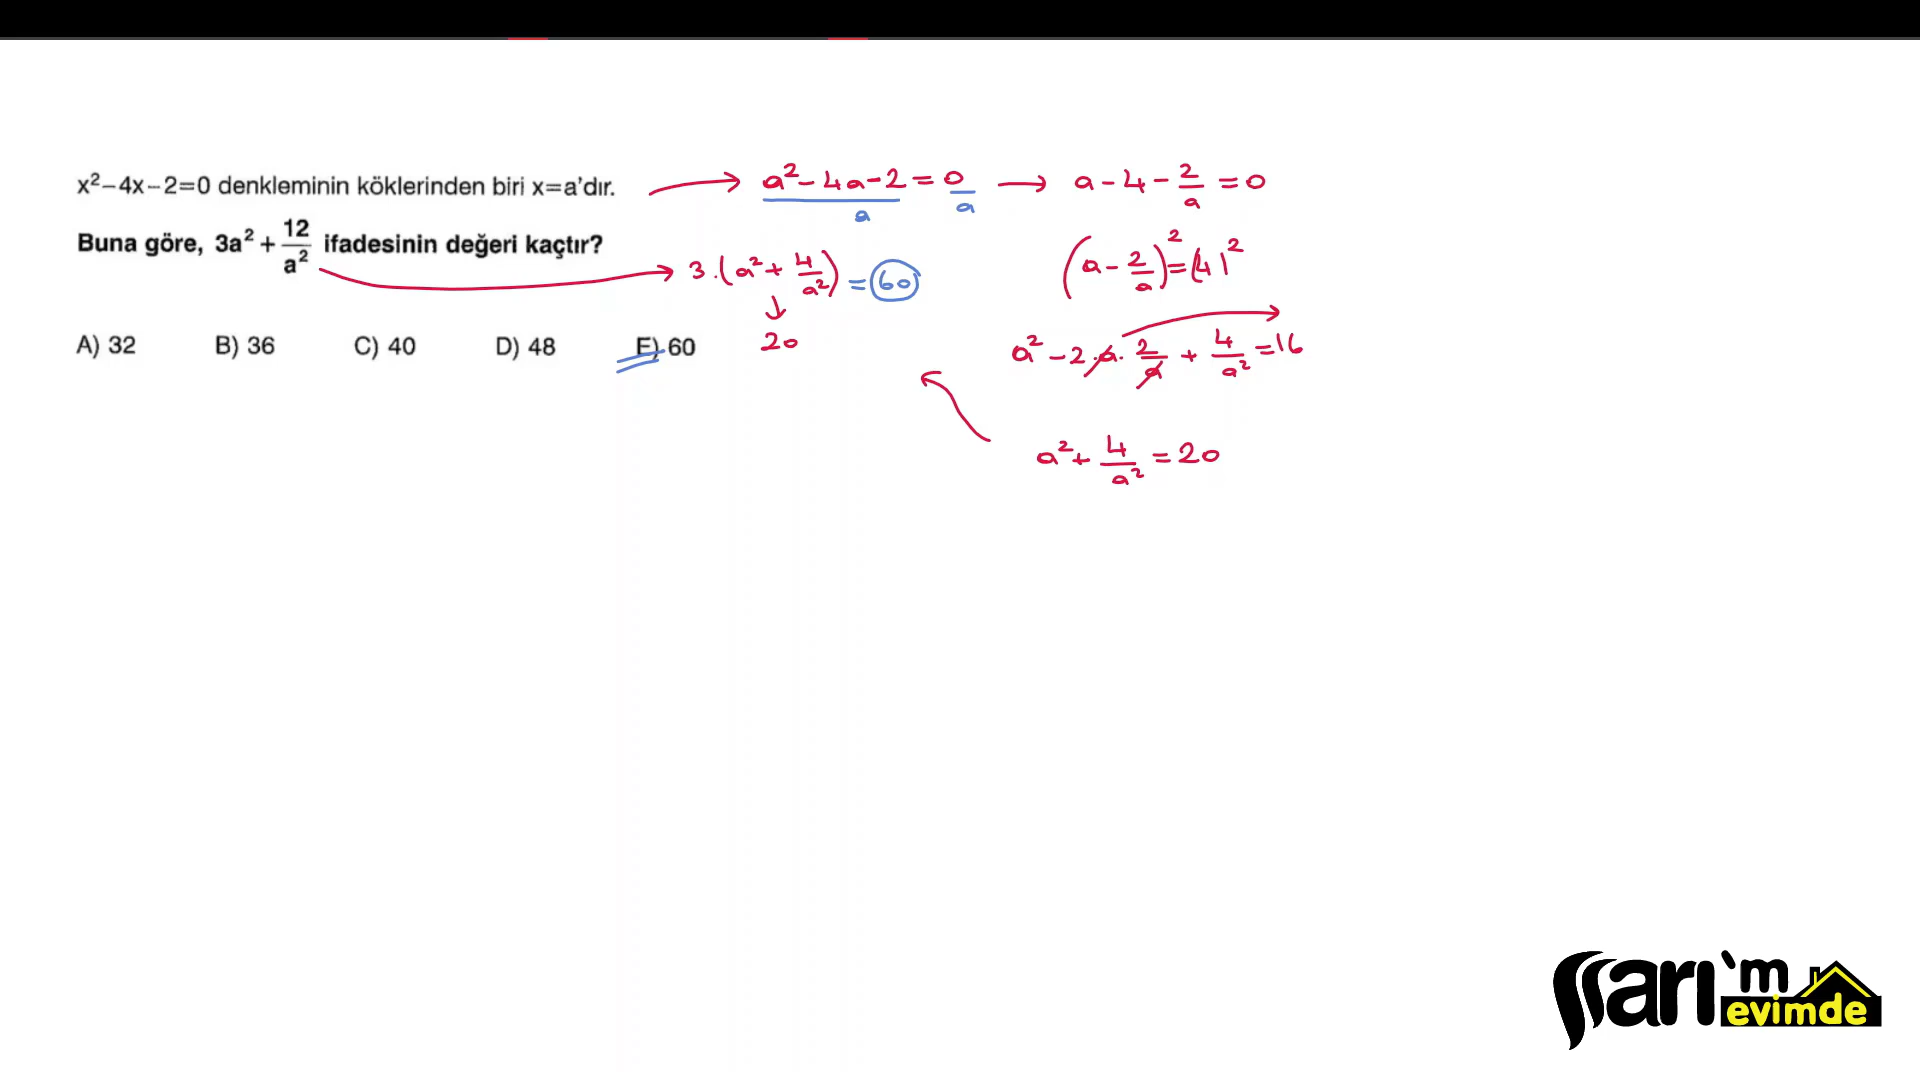 x²−4x−2=0 denkleminin köklerinden biri x=a'dır.
Buna göre, 3a² + 12/a² ifadesinin değeri kaçtır?
A) 32 B) 36 C) 40 D) 48 E) 60
a² − 4a − 2 = 0
a a
a − 4 − 2/a = 0
3.(a² + 4/a²) = 60
20
(a − 2/a)² = (4)²
a² − 2.a.2/a + 4/a² = 16
a² + 4/a² = 20
sarı'm
evimde